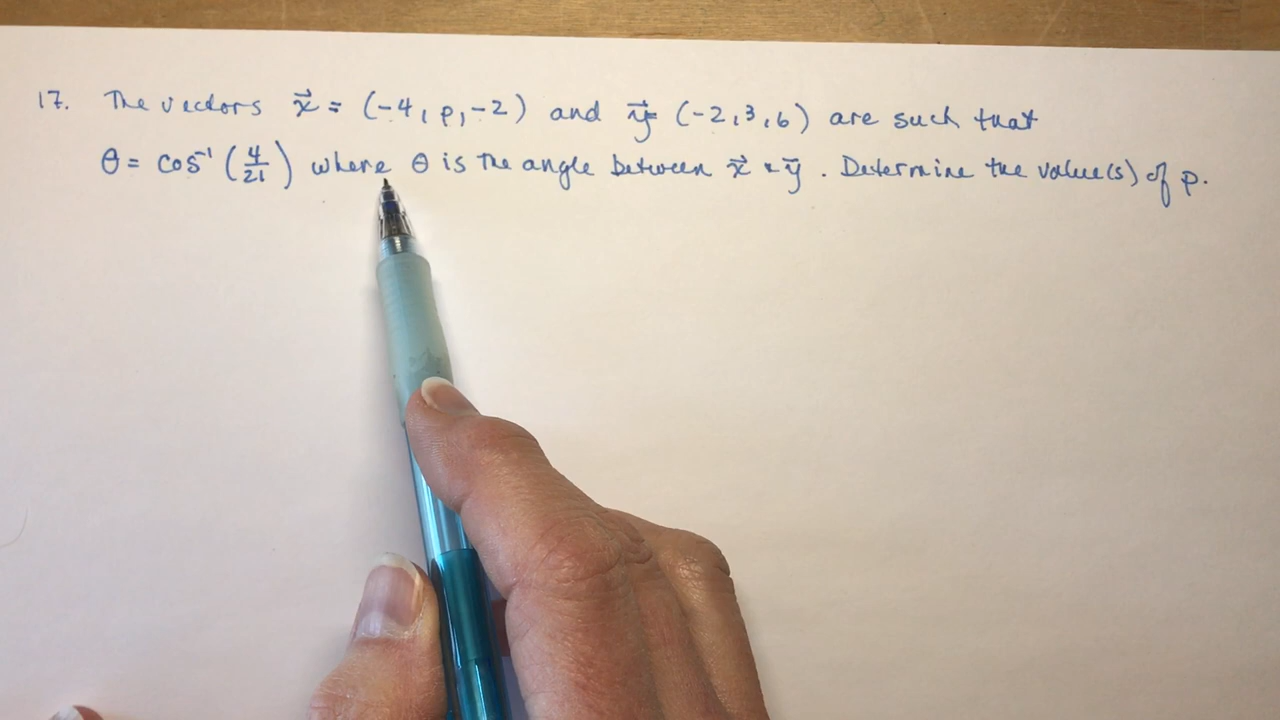 17. The vectors x⃗ = (-4, p, -2) and y⃗ = (-2, 3, 6) are such that
θ = cos⁻¹ (4/21) where θ is the angle between x⃗ & y⃗. Determine the value(s) of p.